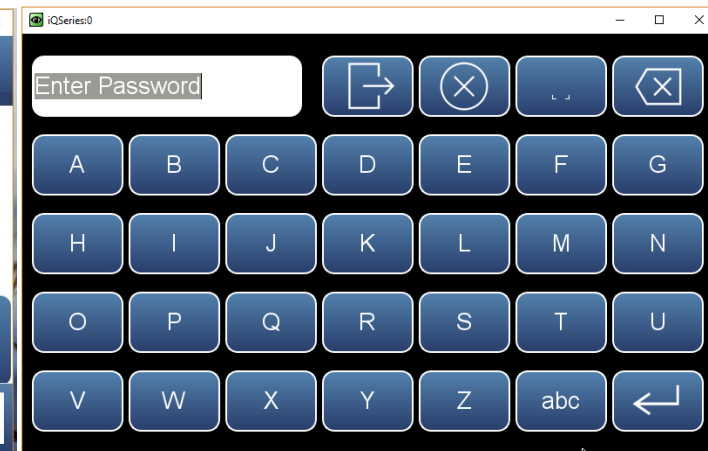 iQSeries:0
Enter Password
A B C D E F G
H I J K L M N
O P Q R S T U
V W X Y Z abc